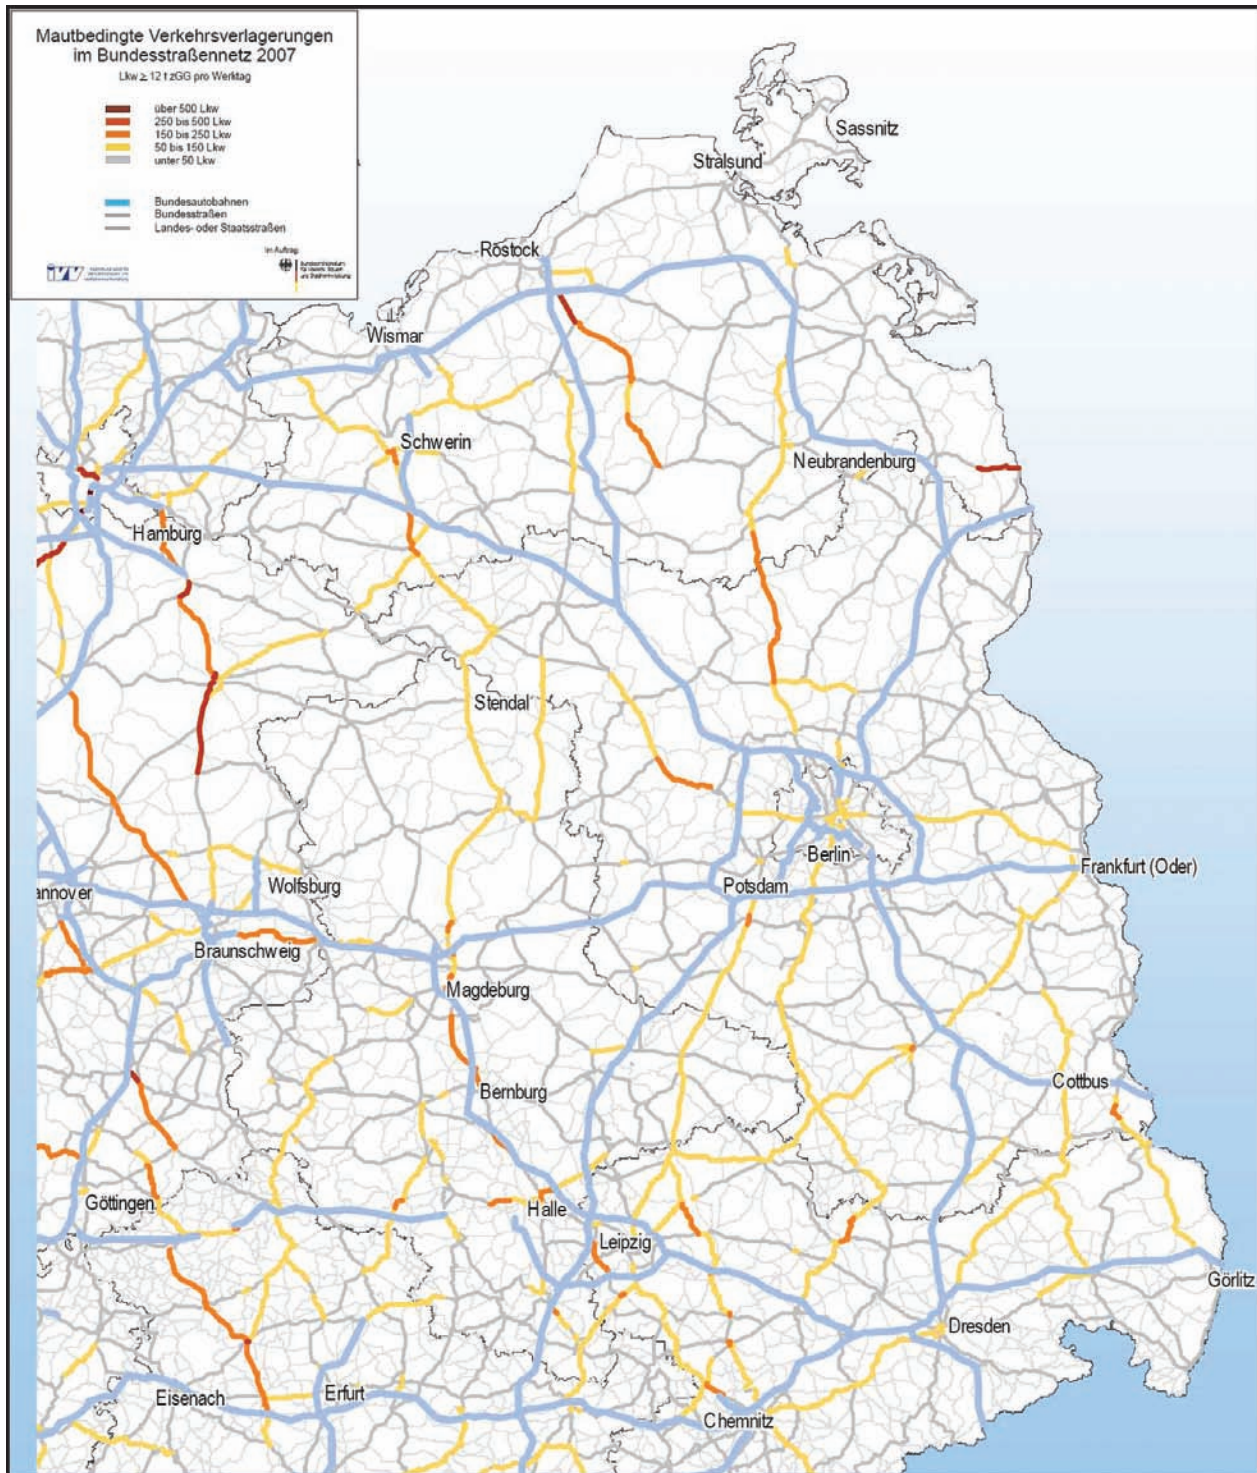 Mautbedingte Verkehrsverlagerungen
im Bundesstraßennetz 2007
Lkw ≥ 12 t zGG pro Werktag
über 500 Lkw
250 bis 500 Lkw
150 bis 250 Lkw
50 bis 150 Lkw
unter 50 Lkw
Bundesautobahnen
Bundesstraßen
Landes- oder Staatsstraßen
Im Auftrag
IVV
Sassnitz
Stralsund
Rostock
Wismar
Schwerin
Neubrandenburg
Hamburg
Stendal
Berlin
Frankfurt (Oder)
Potsdam
Wolfsburg
annover
Braunschweig
Magdeburg
Bernburg
Cottbus
Göttingen
Halle
Leipzig
Görlitz
Dresden
Eisenach
Erfurt
Chemnitz